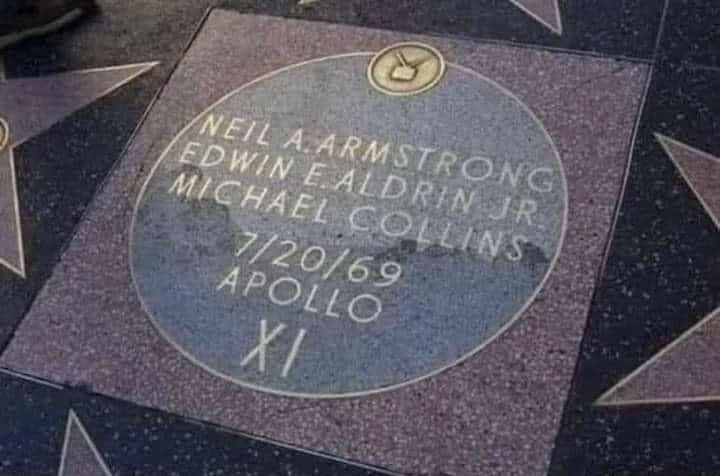 NEIL A. ARMSTRONG
EDWIN E. ALDRIN JR.
MICHAEL COLLINS
7/20/69
APOLLO
XI